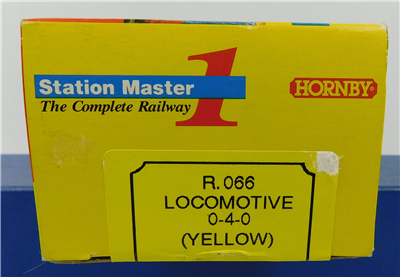 Station Master 1
The Complete Railway
HORNBY
R.066
LOCOMOTIVE
0-4-0
(YELLOW)